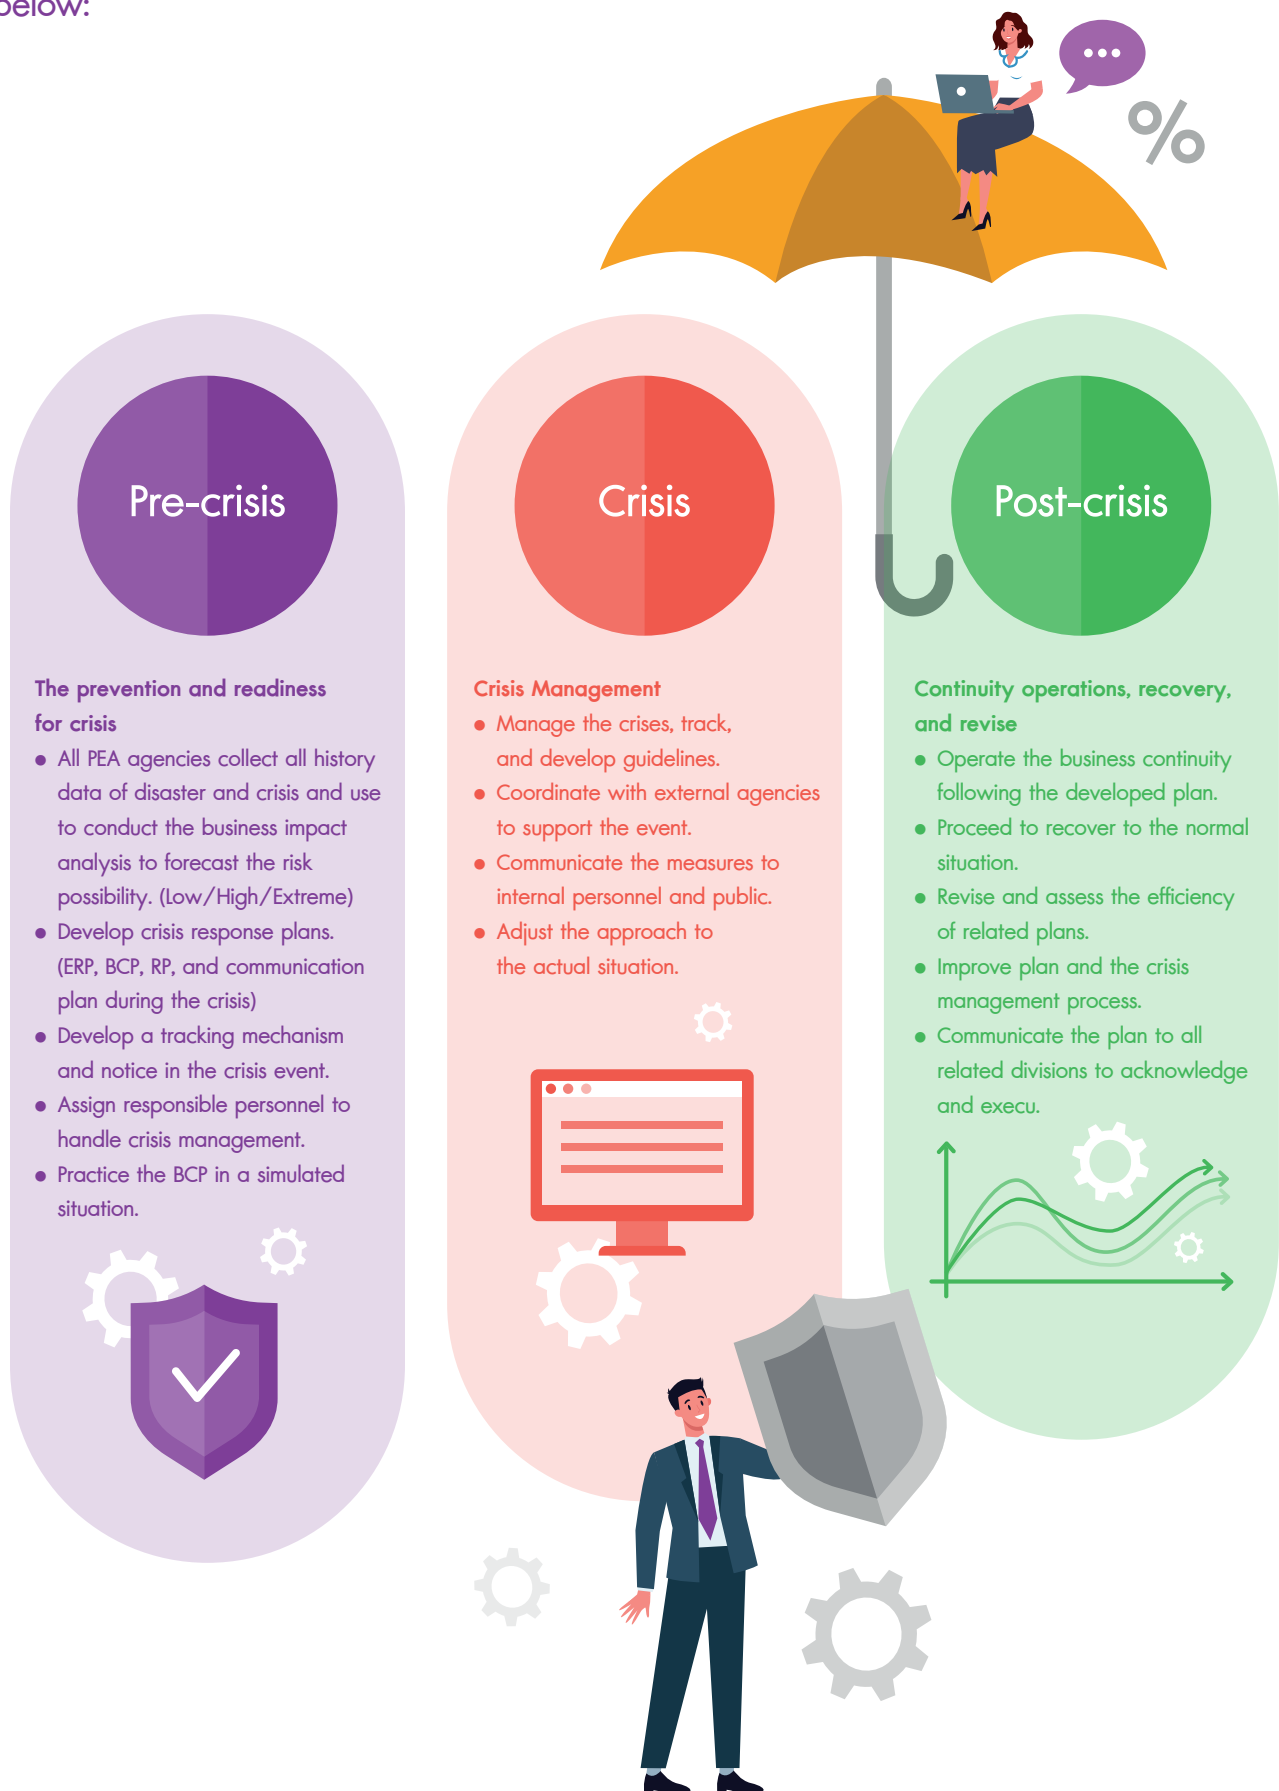 below:
%
Pre-crisis
The prevention and readiness
for crisis
● All PEA agencies collect all history
data of disaster and crisis and use
to conduct the business impact
analysis to forecast the risk
possibility. (Low/High/Extreme)
● Develop crisis response plans.
(ERP, BCP, RP, and communication
plan during the crisis)
● Develop a tracking mechanism
and notice in the crisis event.
● Assign responsible personnel to
handle crisis management.
● Practice the BCP in a simulated
situation.
Crisis
Crisis Management
● Manage the crises, track,
and develop guidelines.
● Coordinate with external agencies
to support the event.
● Communicate the measures to
internal personnel and public.
● Adjust the approach to
the actual situation.
Post-crisis
Continuity operations, recovery,
and revise
● Operate the business continuity
following the developed plan.
● Proceed to recover to the normal
situation.
● Revise and assess the efficiency
of related plans.
● Improve plan and the crisis
management process.
● Communicate the plan to all
related divisions to acknowledge
and execu.